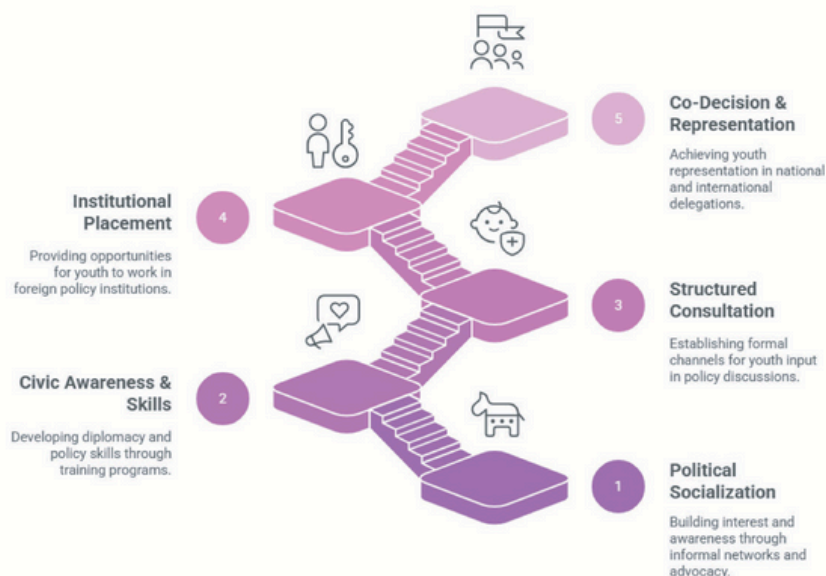 5
Co-Decision &
Representation
Achieving youth
representation in national
and international
delegations.
Institutional
Placement
4
Providing opportunities
for youth to work in
foreign policy institutions.
3
Structured
Consultation
Establishing formal
channels for youth input
in policy discussions.
Civic Awareness &
Skills
2
Developing diplomacy and
policy skills through
training programs.
1
Political
Socialization
Building interest and
awareness through
informal networks and
advocacy.